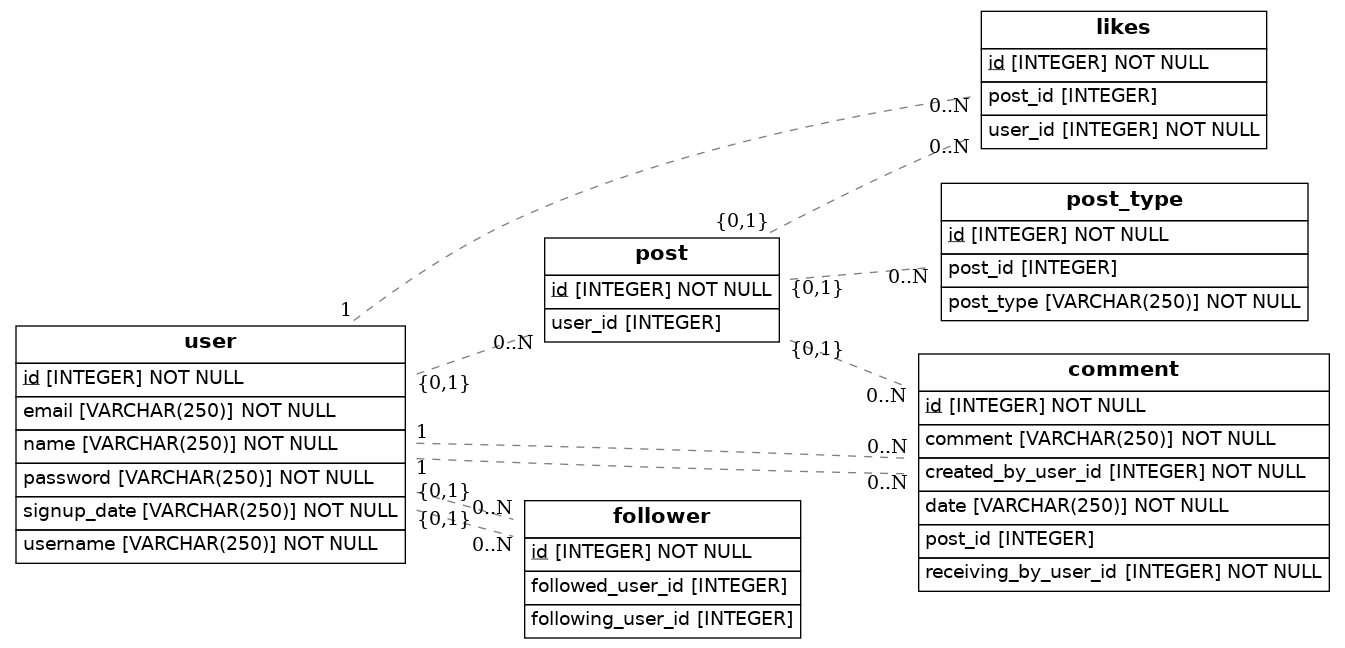 likes
id [INTEGER] NOT NULL
post_id [INTEGER]
user_id [INTEGER] NOT NULL
0..N
0..N
post_type
id [INTEGER] NOT NULL
post_id [INTEGER]
post_type [VARCHAR(250)] NOT NULL
{0,1}
post
id [INTEGER] NOT NULL
user_id [INTEGER]
{0,1}
0..N
{0,1}
0..N
1
user
id [INTEGER] NOT NULL
email [VARCHAR(250)] NOT NULL
name [VARCHAR(250)] NOT NULL
password [VARCHAR(250)] NOT NULL
signup_date [VARCHAR(250)] NOT NULL
username [VARCHAR(250)] NOT NULL
0..N
{0,1}
1
0..N
1
0..N
{0,1}
0..N
{0,1}
0..N
comment
id [INTEGER] NOT NULL
comment [VARCHAR(250)] NOT NULL
created_by_user_id [INTEGER] NOT NULL
date [VARCHAR(250)] NOT NULL
post_id [INTEGER]
receiving_by_user_id [INTEGER] NOT NULL
follower
id [INTEGER] NOT NULL
followed_user_id [INTEGER]
following_user_id [INTEGER]